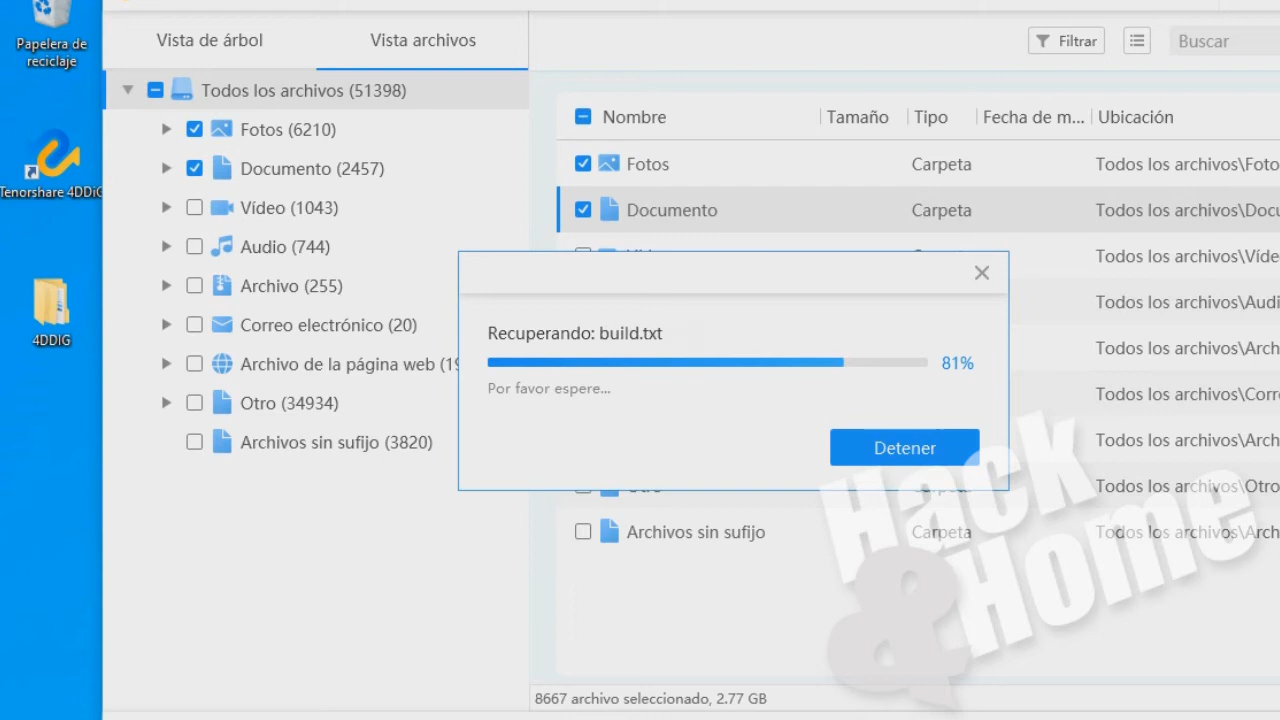 Papelera de
reciclaje
Tenorshare 4DDiG
4DDIG
Vista de árbol
Vista archivos
Todos los archivos (51398)
Fotos (6210)
Documento (2457)
Vídeo (1043)
Audio (744)
Archivo (255)
Correo electrónico (20)
Archivo de la página web (19
Otro (34934)
Archivos sin sufijo (3820)
Filtrar
Buscar
Nombre
Tamaño
Tipo
Fecha de m...
Ubicación
Fotos Carpeta Todos los archivos\Foto
Documento Carpeta Todos los archivos\Docu
Todos los archivos\Víde
Todos los archivos\Audi
Todos los archivos\Arch
Todos los archivos\Corre
Todos los archivos\Arch
Otro Carpeta Todos los archivos\Otro
Archivos sin sufijo Carpeta Todos los archivos\Arch
Recuperando: build.txt
81%
Por favor espere...
Detener
8667 archivo seleccionado, 2.77 GB
Hack
&Home